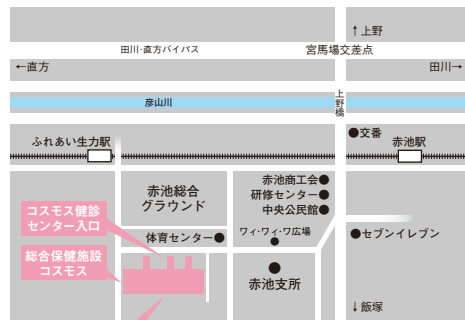 ↑上野
田川・直方バイパス
宮馬場交差点
←直方
田川→
彦山川
上野橋
●交番
ふれあい生力駅
赤池駅
赤池総合
グラウンド
赤池商工会●
研修センター●
中央公民館●
コスモス健診
センター入口
体育センター●
ワィ・ワィ・ワ広場
●セブンイレブン
総合保健施設
コスモス
赤池支所
↓飯塚